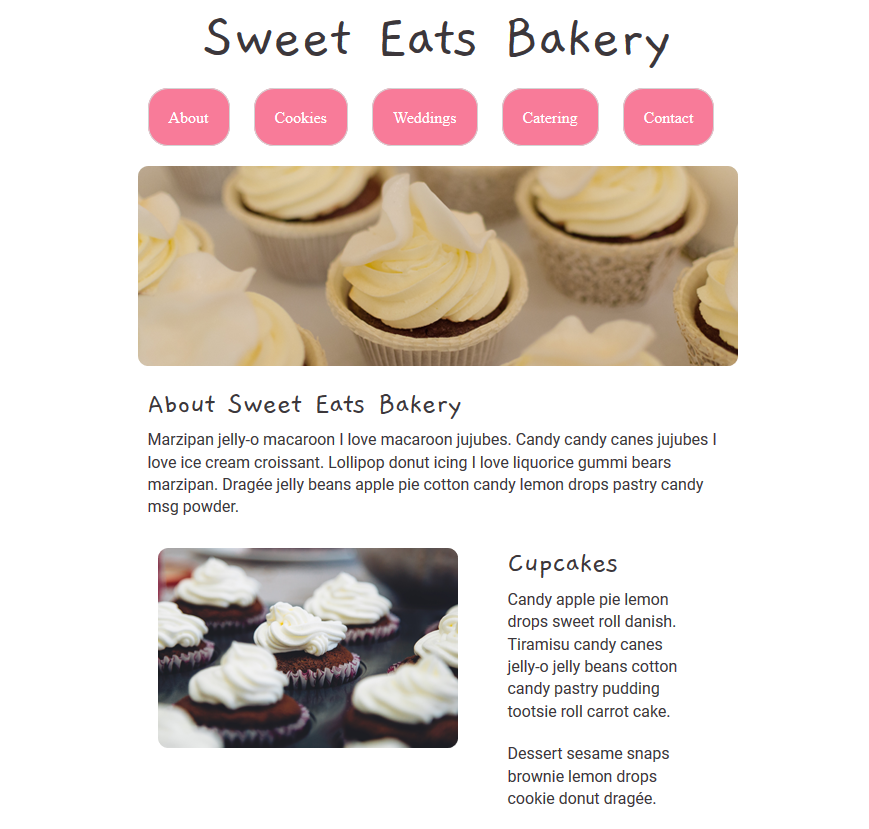 Sweet Eats Bakery
About Cookies Weddings Catering Contact
About Sweet Eats Bakery
Marzipan jelly-o macaroon I love macaroon jujubes. Candy candy canes jujubes I
love ice cream croissant. Lollipop donut icing I love liquorice gummi bears
marzipan. Dragée jelly beans apple pie cotton candy lemon drops pastry candy
msg powder.
Cupcakes
Candy apple pie lemon
drops sweet roll danish.
Tiramisu candy canes
jelly-o jelly beans cotton
candy pastry pudding
tootsie roll carrot cake.
Dessert sesame snaps
brownie lemon drops
cookie donut dragée.